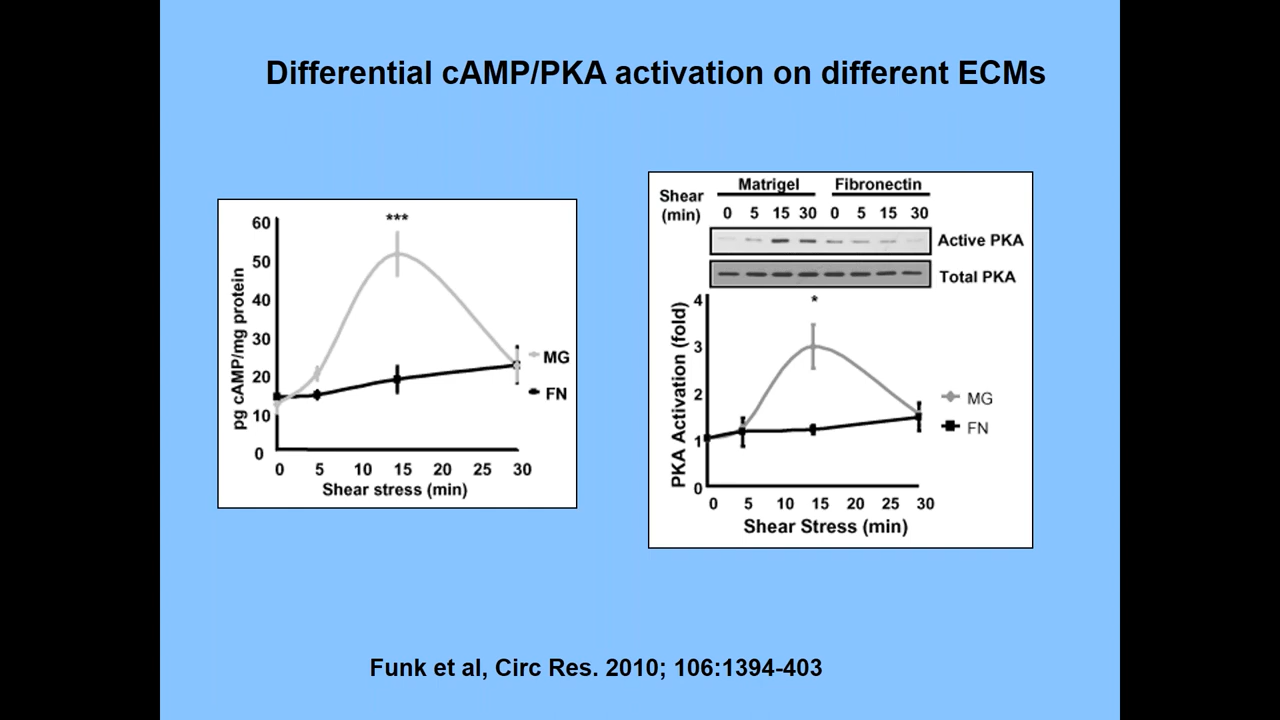 Differential cAMP/PKA activation on different ECMs
***
60
50
40
30
20
10
0
pg cAMP/mg protein
0 5 10 15 20 25 30
Shear stress (min)
MG
FN
Matrigel Fibronectin
Shear (min)
0 5 15 30 0 5 15 30
Active PKA
Total PKA
*
4
3
2
1
0
PKA Activation (fold)
0 5 10 15 20 25 30
Shear Stress (min)
MG
FN
Funk et al, Circ Res. 2010; 106:1394-403